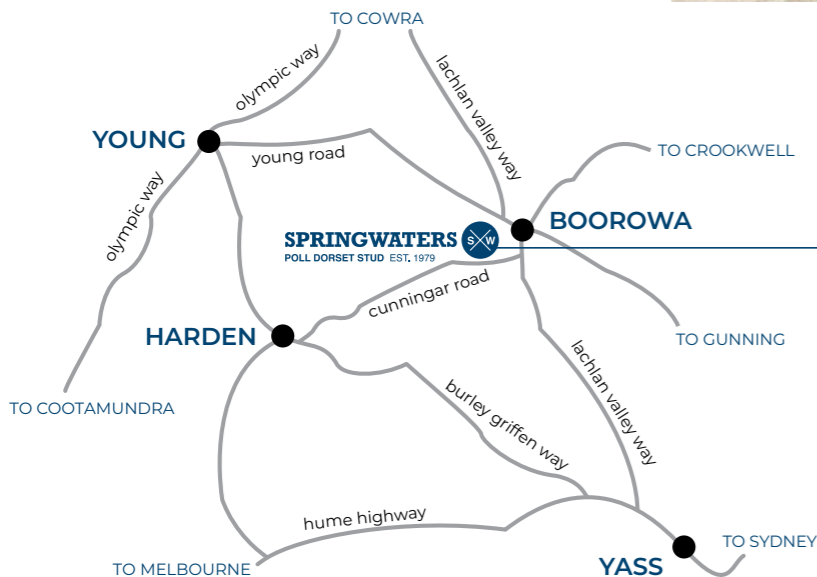 TO COWRA
olympic way
lachlan valley way
YOUNG
young road
TO CROOKWELL
olympic way
SPRINGWATERS
POLL DORSET STUD EST. 1979
S W
BOOROWA
cunningar road
HARDEN
TO GUNNING
lachlan valley way
TO COOTAMUNDRA
burley griffen way
hume highway
TO SYDNEY
TO MELBOURNE
YASS